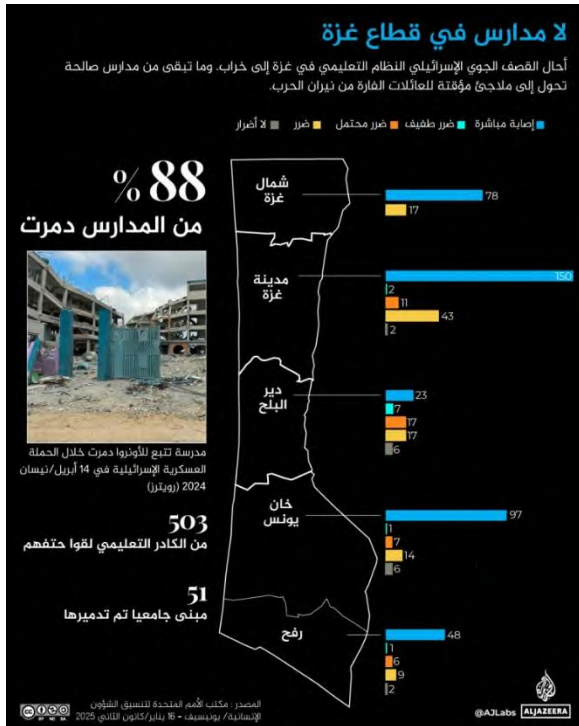 لا مدارس في قطاع غزة
أحال القصف الجوي الإسرائيلي النظام التعليمي في غزة إلى خراب. وما تبقى من مدارس صالحة
تحول إلى ملاجئ مؤقتة للعائلات الفارة من نيران الحرب.
إصابة مباشرة ضرر طفيف ضرر محتمل ضرر لا أضرار
88 %
من المدارس دمرت
شمال
غزة
78
17
مدينة
غزة
150
2
11
43
2
دير
البلح
23
7
17
17
6
مدرسة تتبع للأونروا دمرت خلال الحملة
العسكرية الإسرائيلية في 14 أبريل/نيسان
2024 (رويترز)
خان
يونس
97
1
7
14
6
503
من الكادر التعليمي لقوا حتفهم
51
مبنى جامعيا تم تدميرها
رفح
48
1
6
9
2
المصدر : مكتب الأمم المتحدة لتنسيق الشؤون
الإنسانية/ يونيسيف - 16 يناير/كانون الثاني 2025
BY NC SA
@AJLabs
ALJAZEERA